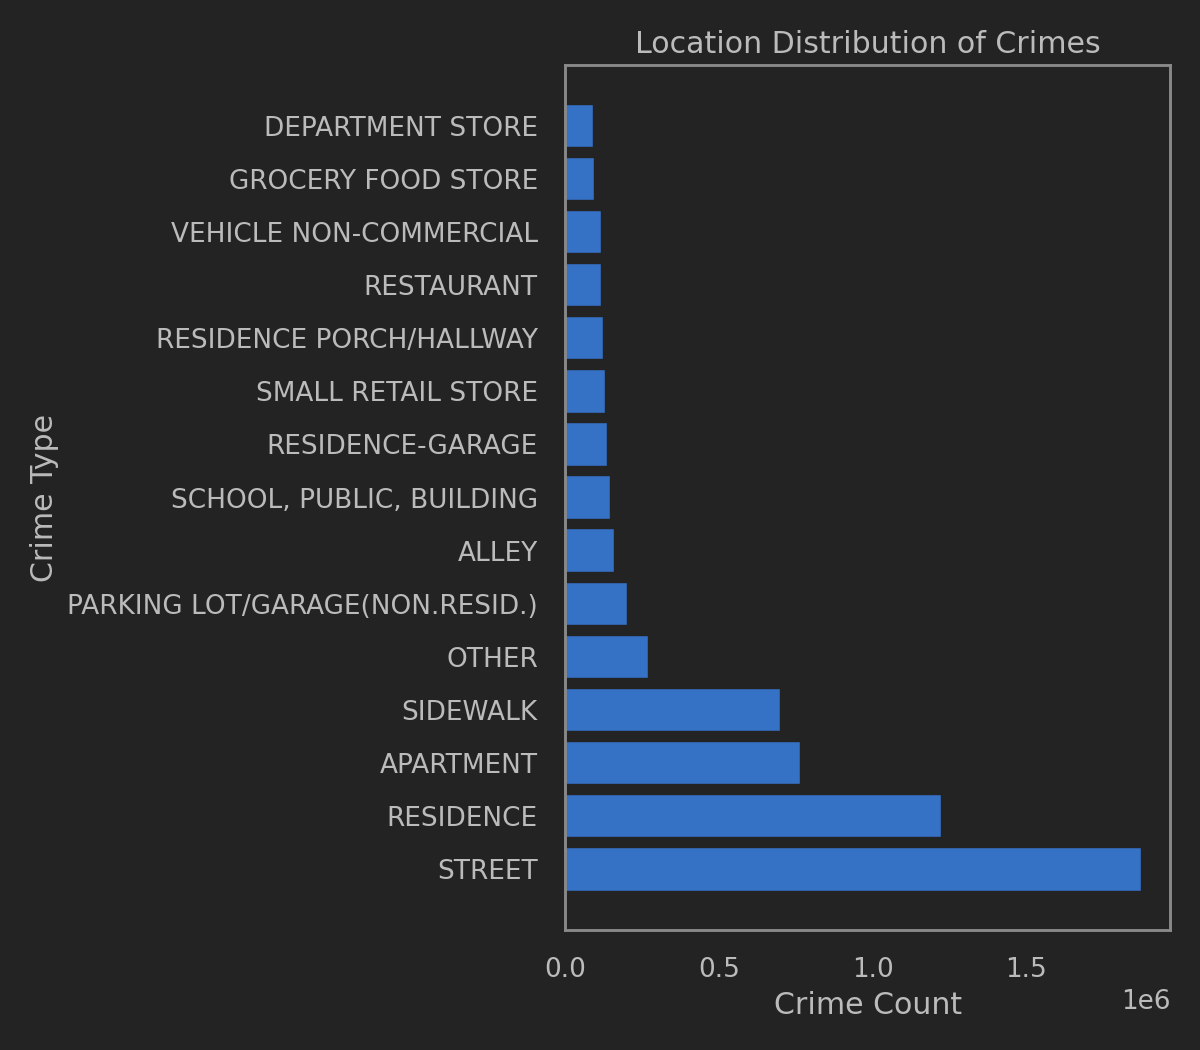 Location Distribution of Crimes
DEPARTMENT STORE
GROCERY FOOD STORE
VEHICLE NON-COMMERCIAL
RESTAURANT
RESIDENCE PORCH/HALLWAY
SMALL RETAIL STORE
RESIDENCE-GARAGE
SCHOOL, PUBLIC, BUILDING
ALLEY
PARKING LOT/GARAGE(NON.RESID.)
OTHER
SIDEWALK
APARTMENT
RESIDENCE
STREET
Crime Type
0.0 0.5 1.0 1.5
1e6
Crime Count